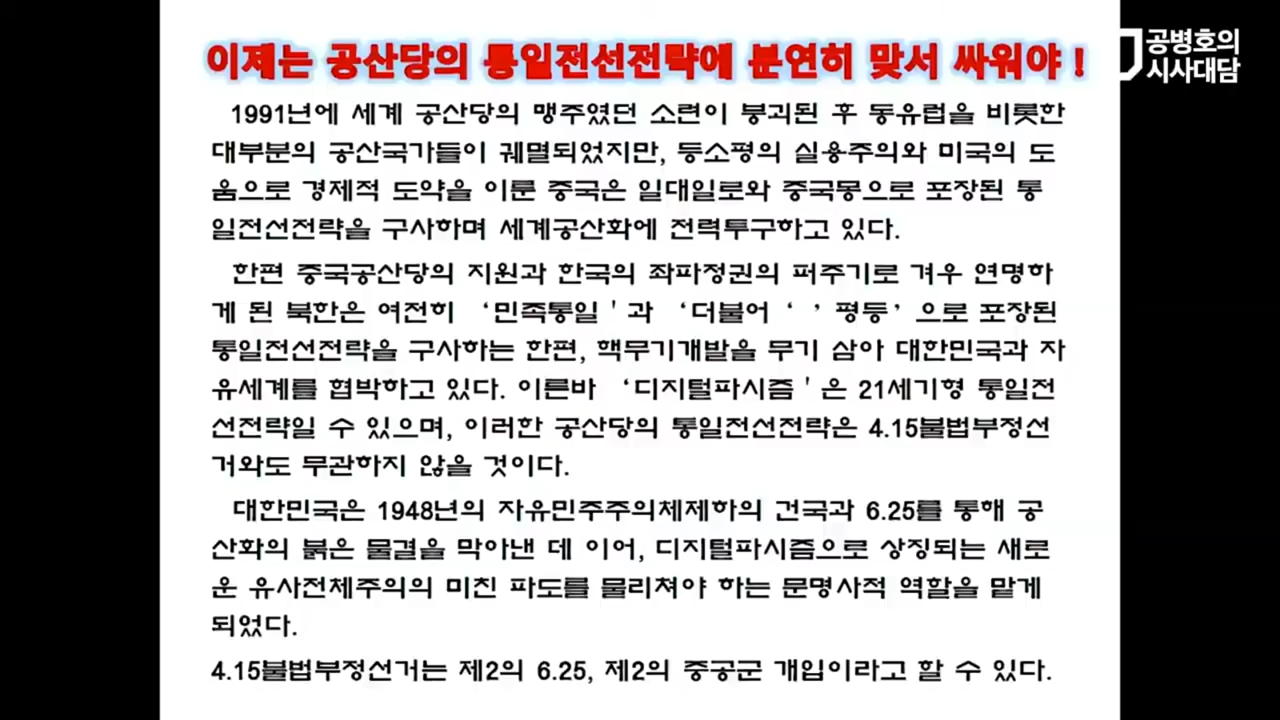 이제는 공산당의 통일전선전략에 분연히 맞서 싸워야 !
공병호의
시사대담
1991년에 세계 공산당의 맹주였던 소련이 붕괴된 후 동유럽을 비롯한
대부분의 공산국가들이 궤멸되었지만, 등소평의 실용주의와 미국의 도
움으로 경제적 도약을 이룬 중국은 일대일로와 중국몽으로 포장된 통
일전선전략을 구사하며 세계공산화에 전력투구하고 있다.
한편 중국공산당의 지원과 한국의 좌파정권의 퍼주기로 겨우 연명하
게 된 북한은 여전히 ‘민족통일'과 ‘더불어‘ ’평등’으로 포장된
통일전선전략을 구사하는 한편, 핵무기개발을 무기 삼아 대한민국과 자
유세계를 협박하고 있다. 이른바 ‘디지털파시즘'은 21세기형 통일전
선전략일 수 있으며, 이러한 공산당의 통일전선전략은 4.15불법부정선
거와도 무관하지 않을 것이다.
대한민국은 1948년의 자유민주주의체제하의 건국과 6.25를 통해 공
산화의 붉은 물결을 막아낸 데 이어, 디지털파시즘으로 상징되는 새로
운 유사전체주의의 미친 파도를 물리쳐야 하는 문명사적 역할을 맡게
되었다.
4.15불법부정선거는 제2의 6.25, 제2의 중공군 개입이라고 할 수 있다.